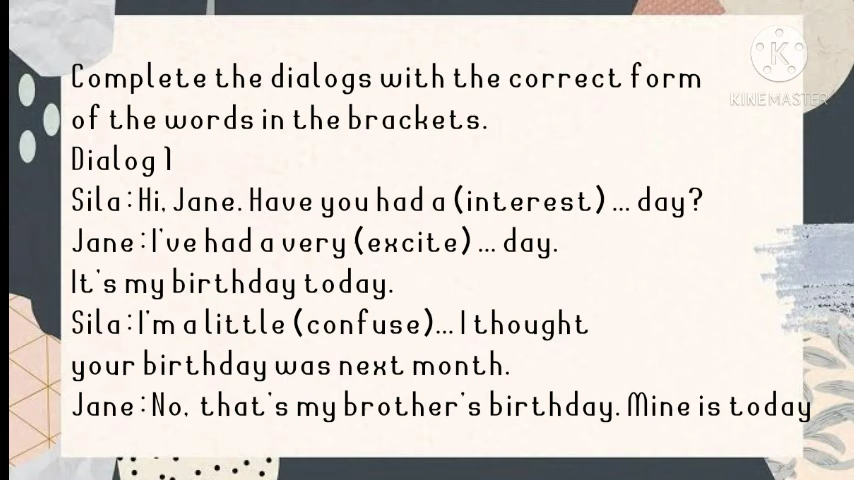 Complete the dialogs with the correct form
of the words in the brackets.
Dialog 1
Sila : Hi, Jane. Have you had a (interest) ... day?
Jane : I've had a very (excite) ... day.
It's my birthday today.
Sila : I'm a little (confuse)... I thought
your birthday was next month.
Jane : No, that's my brother's birthday. Mine is today
K
KINEMASTER